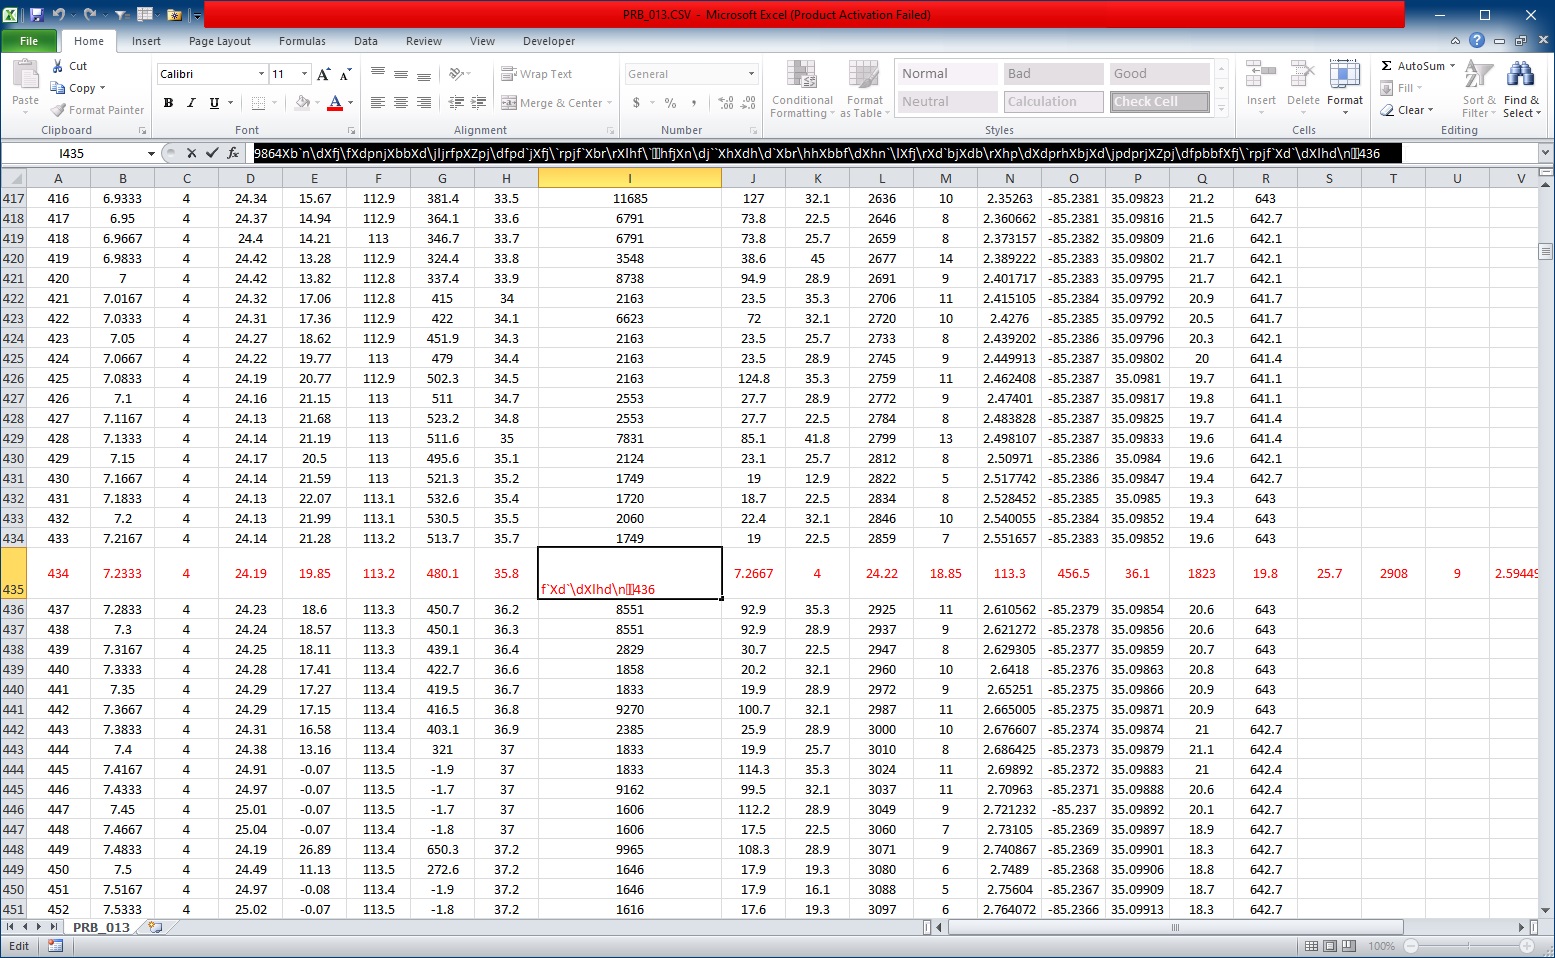 PRB_013.CSV - Microsoft Excel (Product Activation Failed)
File Home Insert Page Layout Formulas Data Review View Developer
Cut
Copy
Format Painter
Paste
Clipboard
Calibri 11
B I U
Font
Wrap Text
Merge & Center
Alignment
General
$ % ,
Number
Conditional Formatting
Format as Table
Normal Bad Good
Neutral Calculation Check Cell
Styles
Insert Delete Format
Cells
AutoSum
Fill
Clear
Sort & Filter
Find & Select
Editing
I435
A B C D E F G H I J K L M N O P Q R S T U V
417 416 6.9333 4 24.34 15.67 112.9 381.4 33.5 11685 127 32.1 2636 10 2.35263 -85.2381 35.09823 21.2 643
418 417 6.95 4 24.37 14.94 112.9 364.1 33.6 6791 73.8 22.5 2646 8 2.360662 -85.2381 35.09816 21.5 642.7
419 418 6.9667 4 24.4 14.21 113 346.7 33.7 6791 73.8 25.7 2659 8 2.373157 -85.2382 35.09809 21.6 642.1
420 419 6.9833 4 24.42 13.28 112.9 324.4 33.8 3548 38.6 45 2677 14 2.389222 -85.2383 35.09802 21.7 642.1
421 420 7 4 24.42 13.82 112.8 337.4 33.9 8738 94.9 28.9 2691 9 2.401717 -85.2383 35.09795 21.7 642.1
422 421 7.0167 4 24.32 17.06 112.8 415 34 2163 23.5 35.3 2706 11 2.415105 -85.2384 35.09792 20.9 641.7
423 422 7.0333 4 24.31 17.36 112.9 422 34.1 6623 72 32.1 2720 10 2.4276 -85.2385 35.09792 20.5 641.7
424 423 7.05 4 24.27 18.62 112.9 451.9 34.3 2163 23.5 25.7 2733 8 2.439202 -85.2386 35.09796 20.3 642.1
425 424 7.0667 4 24.22 19.77 113 479 34.4 2163 23.5 28.9 2745 9 2.449913 -85.2387 35.09802 20 641.4
426 425 7.0833 4 24.19 20.77 112.9 502.3 34.5 2163 124.8 35.3 2759 11 2.462408 -85.2387 35.0981 19.7 641.1
427 426 7.1 4 24.16 21.15 113 511 34.7 2553 27.7 28.9 2772 9 2.47401 -85.2387 35.09817 19.8 641.1
428 427 7.1167 4 24.13 21.68 113 523.2 34.8 2553 27.7 22.5 2784 8 2.483828 -85.2387 35.09825 19.7 641.4
429 428 7.1333 4 24.14 21.19 113 511.6 35 7831 85.1 41.8 2799 13 2.498107 -85.2387 35.09833 19.6 641.4
430 429 7.15 4 24.17 20.5 113 495.6 35.1 2124 23.1 25.7 2812 8 2.50971 -85.2386 35.0984 19.6 642.1
431 430 7.1667 4 24.14 21.59 113 521.3 35.2 1749 19 12.9 2822 5 2.517742 -85.2386 35.09847 19.4 642.7
432 431 7.1833 4 24.13 22.07 113.1 532.6 35.4 1720 18.7 22.5 2834 8 2.528452 -85.2385 35.0985 19.3 643
433 432 7.2 4 24.13 21.99 113.1 530.5 35.5 2060 22.4 32.1 2846 10 2.540055 -85.2384 35.09852 19.4 643
434 433 7.2167 4 24.14 21.28 113.2 513.7 35.7 1749 19 22.5 2859 7 2.551657 -85.2383 35.09852 19.6 643
435 434 7.2333 4 24.19 19.85 113.2 480.1 35.8 f`Xd`\dXlhd\n436 7.2667 4 24.22 18.85 113.3 456.5 36.1 1823 19.8 25.7 2908 9 2.59449
436 437 7.2833 4 24.23 18.6 113.3 450.7 36.2 8551 92.9 35.3 2925 11 2.610562 -85.2379 35.09854 20.6 643
437 438 7.3 4 24.24 18.57 113.3 450.1 36.2 8551 92.9 28.9 2937 9 2.621272 -85.2378 35.09856 20.6 643
438 439 7.3167 4 24.25 18.11 113.3 439.1 36.4 2829 30.7 22.5 2947 8 2.629305 -85.2377 35.09859 20.7 643
439 440 7.3333 4 24.28 17.41 113.4 422.7 36.6 1858 20.2 32.1 2960 10 2.6418 -85.2376 35.09863 20.8 643
440 441 7.35 4 24.29 17.27 113.4 419.5 36.7 1833 19.9 28.9 2972 9 2.65251 -85.2375 35.09866 20.9 643
441 442 7.3667 4 24.29 17.15 113.4 416.5 36.8 9270 100.7 32.1 2987 11 2.665005 -85.2375 35.09871 20.9 643
442 443 7.3833 4 24.31 16.58 113.4 403.1 36.9 2385 25.9 28.9 3000 10 2.676607 -85.2374 35.09874 21 642.7
443 444 7.4 4 24.38 13.16 113.4 321 37 1833 19.9 25.7 3010 8 2.686425 -85.2373 35.09879 21.1 642.4
444 445 7.4167 4 24.91 -0.07 113.5 -1.9 37 1833 114.3 35.3 3024 11 2.69892 -85.2372 35.09883 21 642.4
445 446 7.4333 4 24.97 -0.07 113.5 -1.7 37 9162 99.5 32.1 3037 11 2.70963 -85.2371 35.09888 20.6 642.4
446 447 7.45 4 25.01 -0.07 113.5 -1.7 37 1606 112.2 28.9 3049 9 2.721232 -85.237 35.09892 20.1 642.7
447 448 7.4667 4 25.04 -0.07 113.4 -1.8 37 1606 17.5 22.5 3060 7 2.73105 -85.2369 35.09897 18.9 642.7
448 449 7.4833 4 24.19 26.89 113.4 650.3 37.2 9965 108.3 28.9 3071 9 2.740867 -85.2369 35.09901 18.3 642.7
449 450 7.5 4 24.49 11.13 113.5 272.6 37.2 1646 17.9 19.3 3080 6 2.7489 -85.2368 35.09906 18.8 642.7
450 451 7.5167 4 24.97 -0.08 113.4 -1.9 37.2 1646 17.9 16.1 3088 5 2.75604 -85.2367 35.09909 18.7 642.7
451 452 7.5333 4 25.02 -0.07 113.5 -1.8 37.2 1616 17.6 19.3 3097 6 2.764072 -85.2366 35.09913 18.3 642.7
PRB_013
Edit 100%